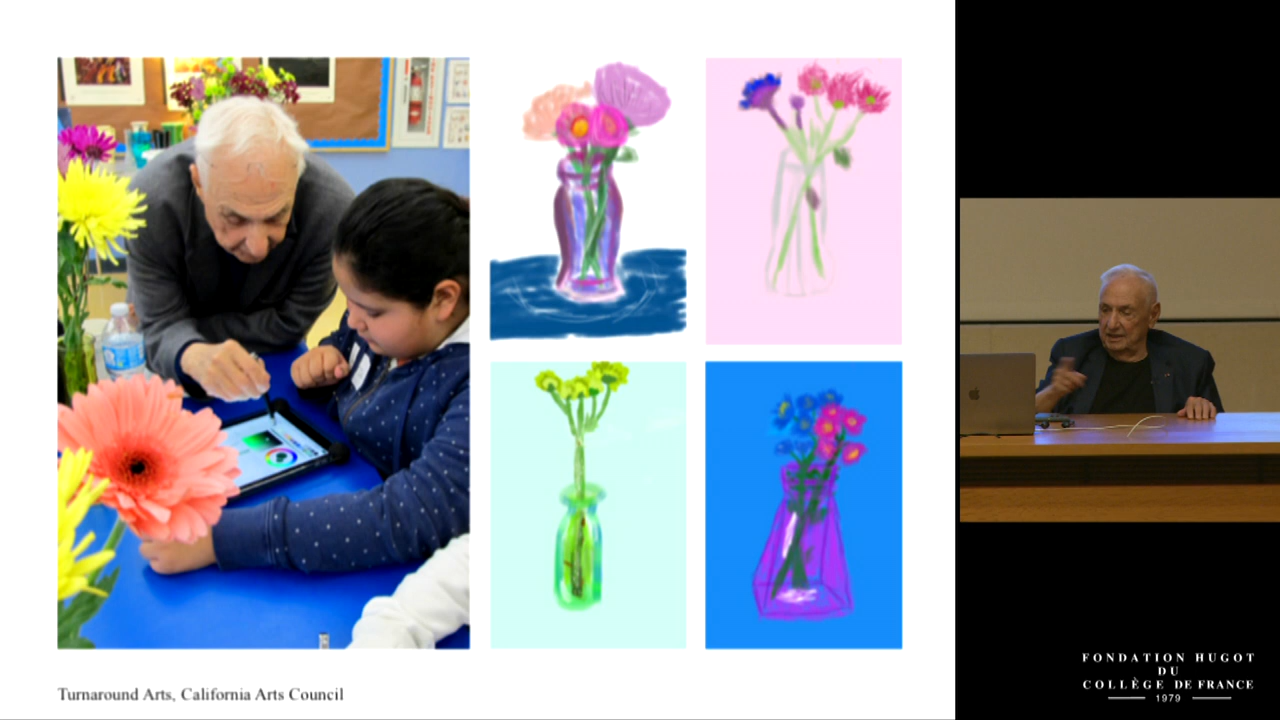 Turnaround Arts, California Arts Council
FONDATION HUGOT
DU
COLLÈGE DE FRANCE
1979